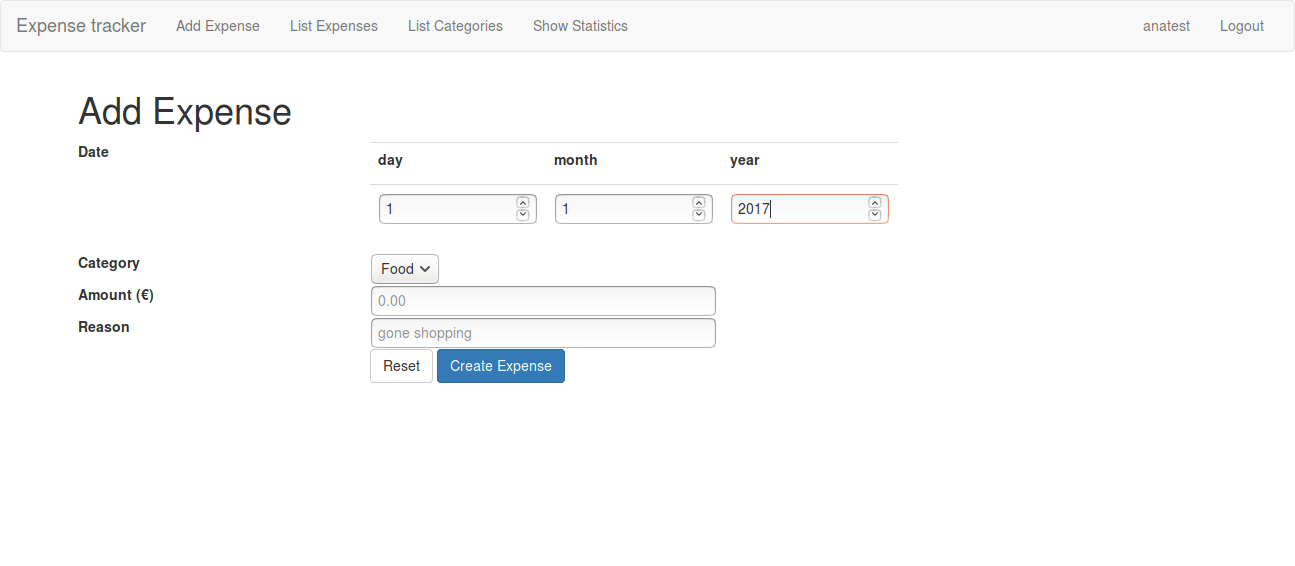 Expense tracker Add Expense List Expenses List Categories Show Statistics anatest Logout
Add Expense
Date day month year
1 1 2017
Category Food
Amount (€) 0.00
Reason gone shopping
Reset Create Expense